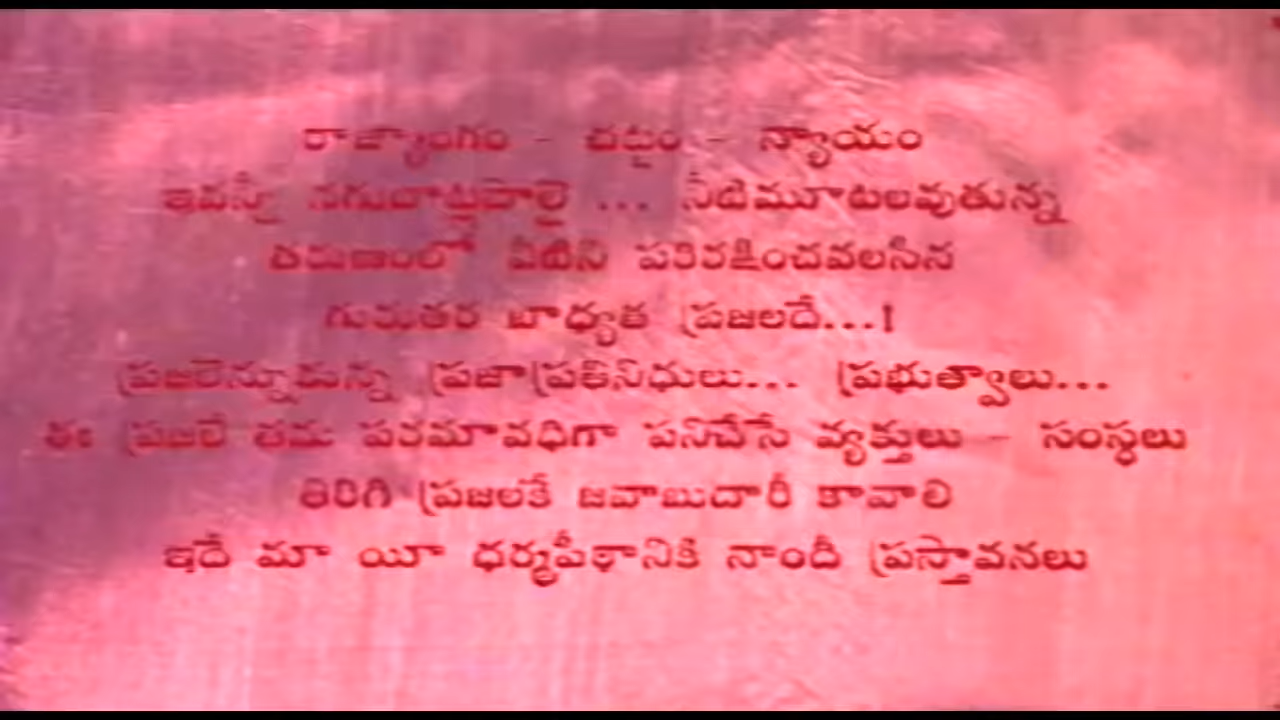 రాజ్యాంగం - చట్టం - న్యాయం
ఇవన్నీ నగుబాట్లపాలై ... నీటిమూటలవుతున్న
తరుణంలో వీటిని పరిరక్షించవలసిన
గురుతర బాధ్యత ప్రజలదే...!
ప్రజలెన్నుకున్న ప్రజాప్రతినిధులు... ప్రభుత్వాలు...
ఈ ప్రజలే తమ పరమావధిగా పనిచేసే వ్యక్తులు - సంస్థలు
తిరిగి ప్రజలకే జవాబుదారీ కావాలి
ఇదే మా యీ ధర్మపీఠానికి నాందీ ప్రస్తావనలు